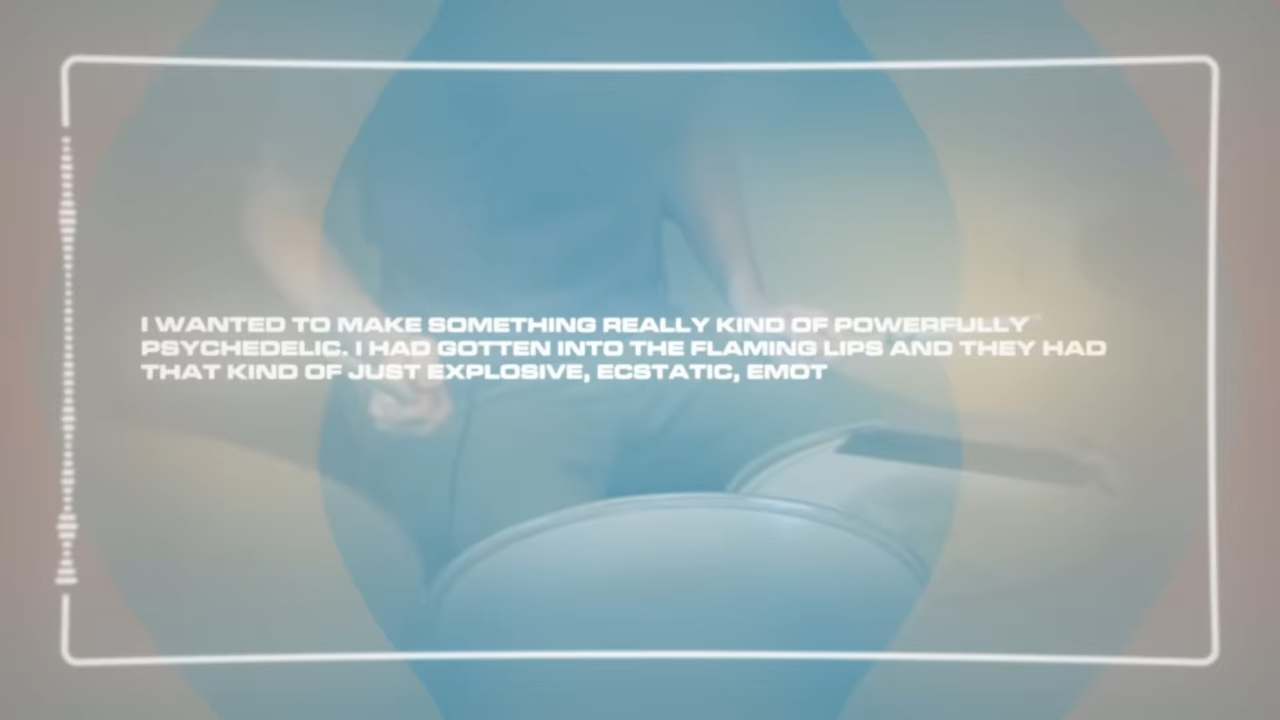 I WANTED TO MAKE SOMETHING REALLY KIND OF POWERFULLY
PSYCHEDELIC. I HAD GOTTEN INTO THE FLAMING LIPS AND THEY HAD
THAT KIND OF JUST EXPLOSIVE, ECSTATIC, EMOT